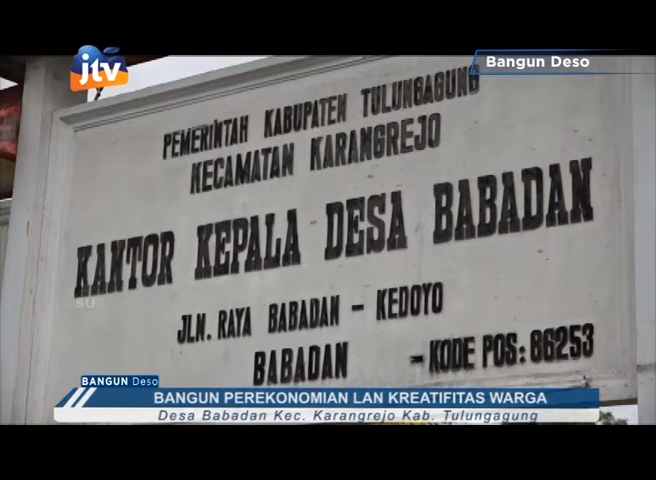 jtv
Bangun Deso
PEMERINTAH KABUPATEN TULUNGAGUNG
KECAMATAN KARANGREJO
KANTOR KEPALA DESA BABADAN
JLN. RAYA BABADAN - KEDOYO
BABADAN - KODE POS: 66253
BANGUN Deso
BANGUN PEREKONOMIAN LAN KREATIFITAS WARGA
Desa Babadan Kec. Karangrejo Kab. Tulungagung